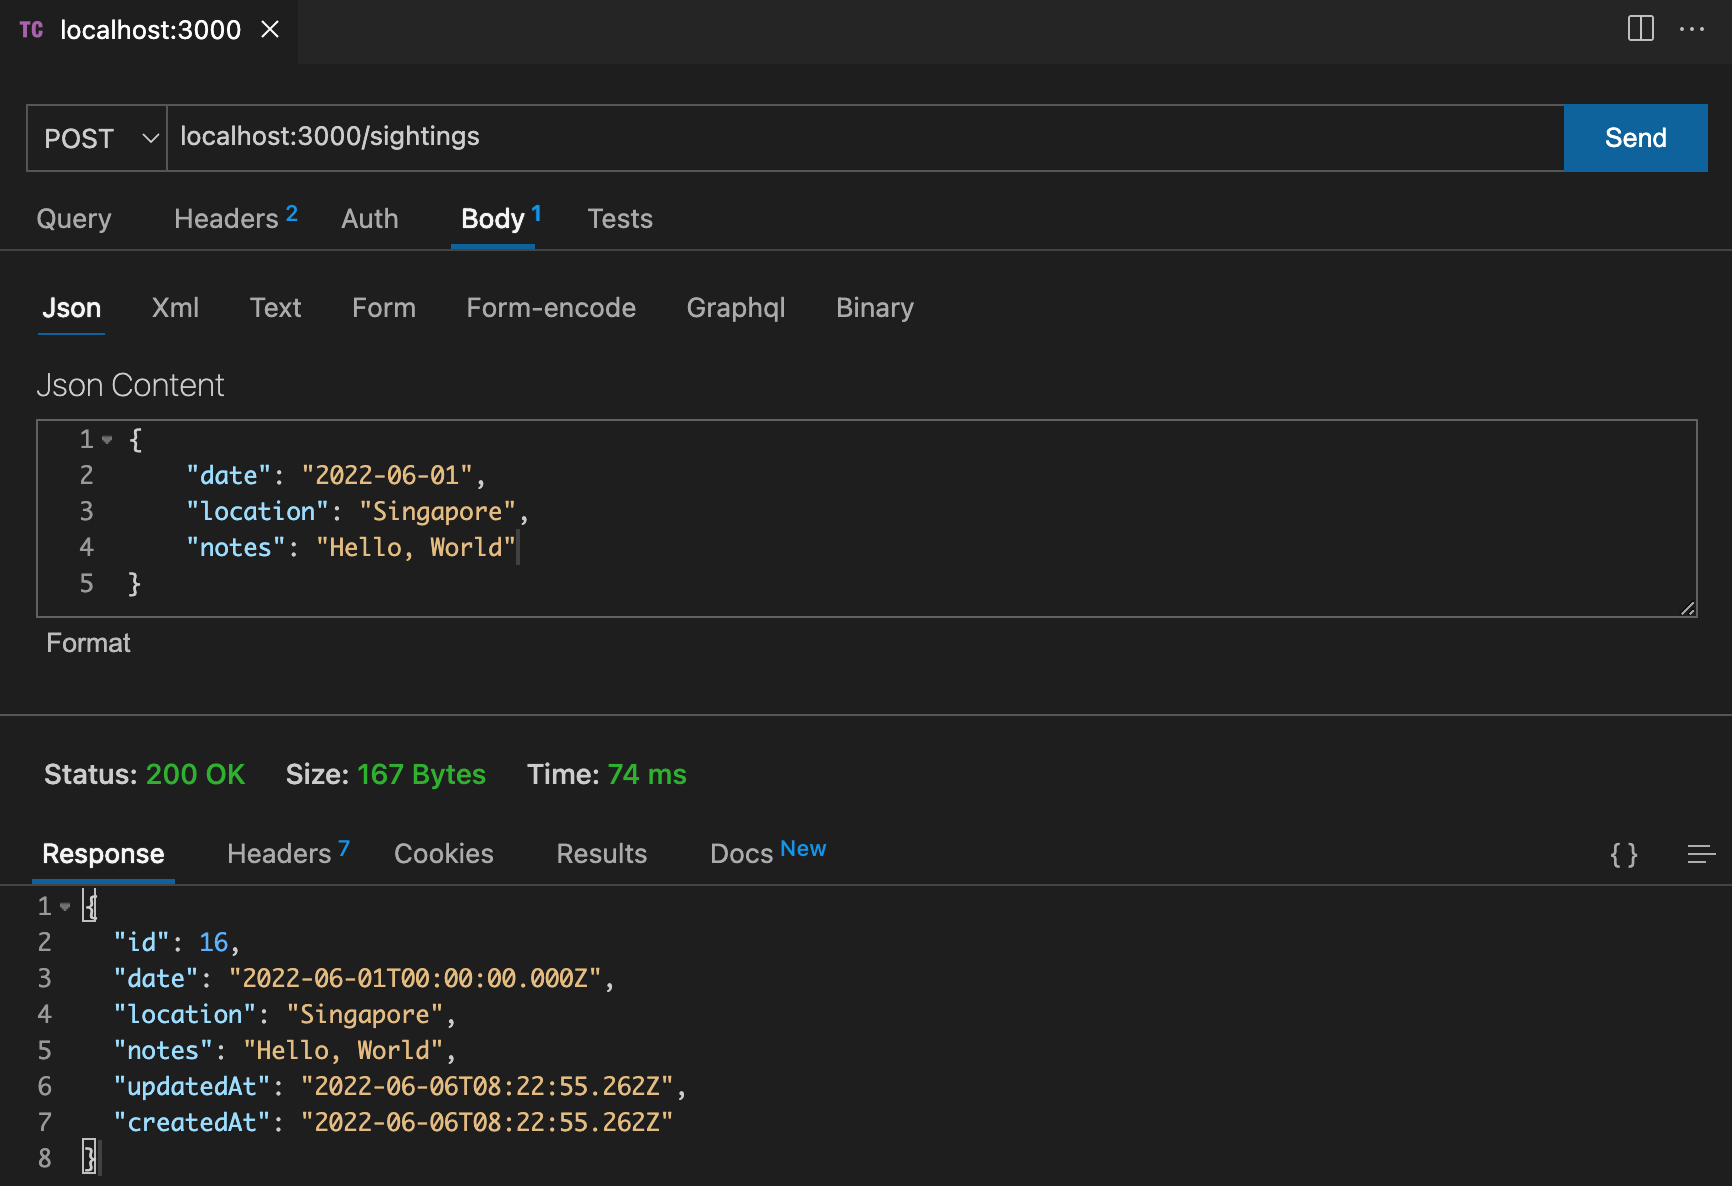 TC localhost:3000
POST localhost:3000/sightings Send
Query Headers 2 Auth Body 1 Tests
Json Xml Text Form Form-encode Graphql Binary
Json Content
1 {
2 "date": "2022-06-01",
3 "location": "Singapore",
4 "notes": "Hello, World"
5 }
Format
Status: 200 OK Size: 167 Bytes Time: 74 ms
Response Headers 7 Cookies Results Docs New { }
1 {
2 "id": 16,
3 "date": "2022-06-01T00:00:00.000Z",
4 "location": "Singapore",
5 "notes": "Hello, World",
6 "updatedAt": "2022-06-06T08:22:55.262Z",
7 "createdAt": "2022-06-06T08:22:55.262Z"
8 }